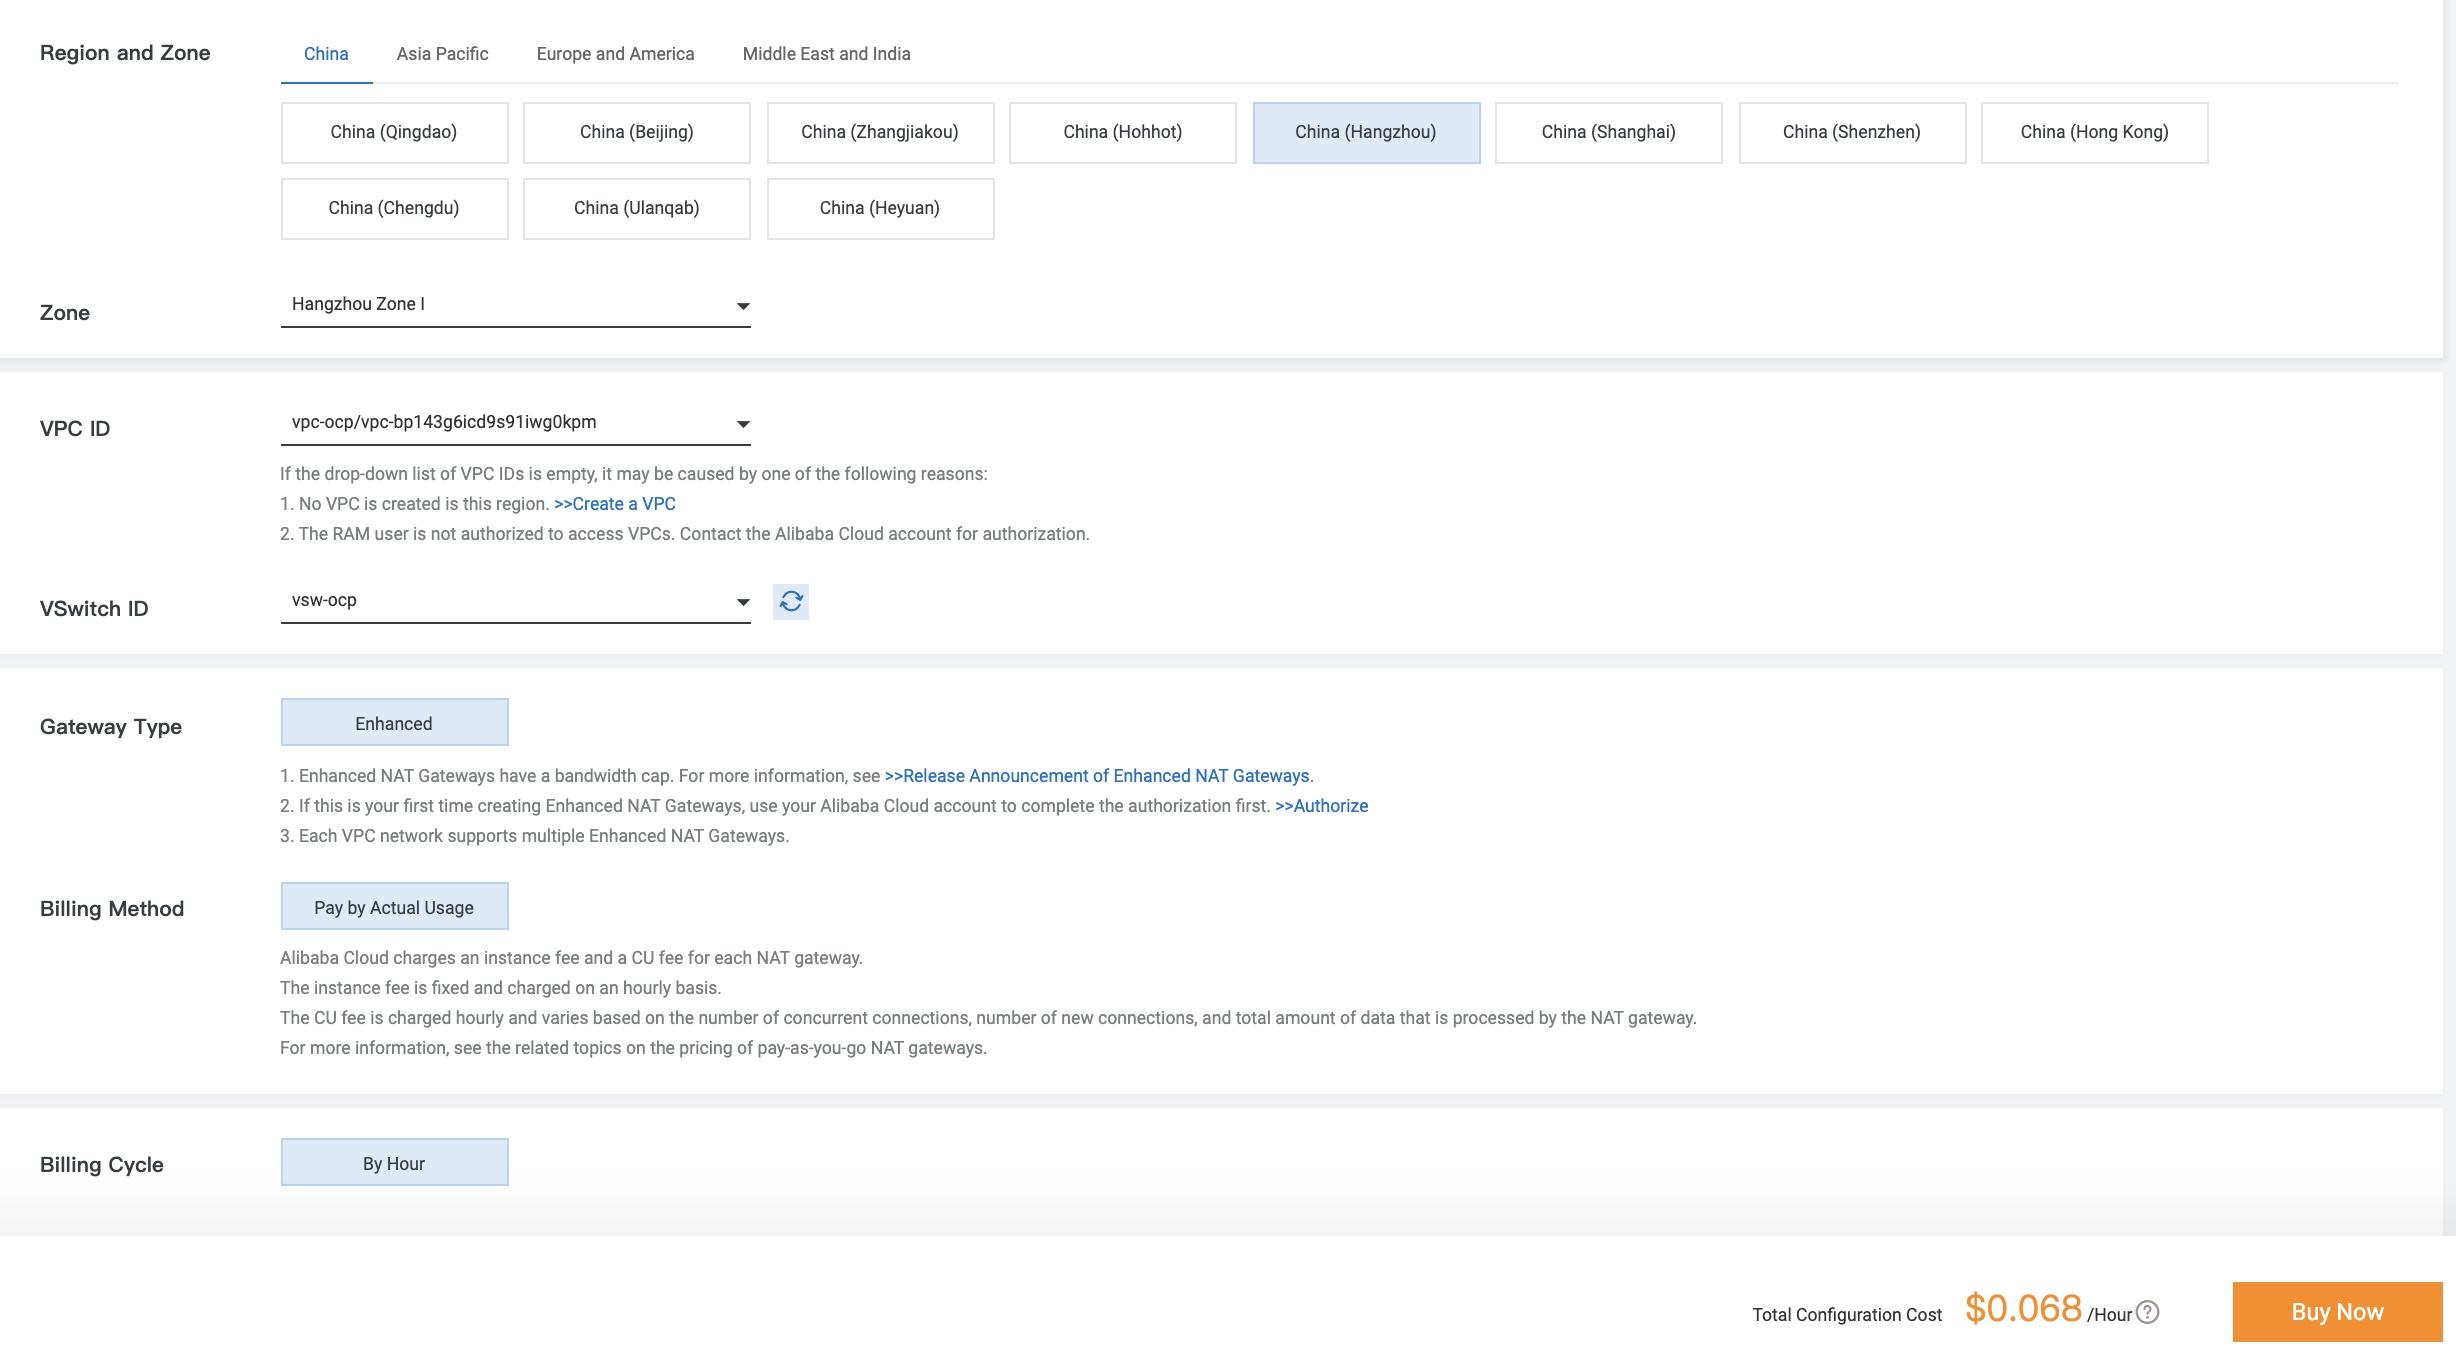 Region and Zone
China
Asia Pacific
Europe and America
Middle East and India
China (Qingdao)
China (Beijing)
China (Zhangjiakou)
China (Hohhot)
China (Hangzhou)
China (Shanghai)
China (Shenzhen)
China (Hong Kong)
China (Chengdu)
China (Ulanqab)
China (Heyuan)
Zone
Hangzhou Zone I
VPC ID
vpc-ocp/vpc-bp143g6icd9s91iwg0kpm
If the drop-down list of VPC IDs is empty, it may be caused by one of the following reasons:
1. No VPC is created is this region. >>Create a VPC
2. The RAM user is not authorized to access VPCs. Contact the Alibaba Cloud account for authorization.
VSwitch ID
vsw-ocp
Gateway Type
Enhanced
1. Enhanced NAT Gateways have a bandwidth cap. For more information, see >>Release Announcement of Enhanced NAT Gateways.
2. If this is your first time creating Enhanced NAT Gateways, use your Alibaba Cloud account to complete the authorization first. >>Authorize
3. Each VPC network supports multiple Enhanced NAT Gateways.
Billing Method
Pay by Actual Usage
Alibaba Cloud charges an instance fee and a CU fee for each NAT gateway.
The instance fee is fixed and charged on an hourly basis.
The CU fee is charged hourly and varies based on the number of concurrent connections, number of new connections, and total amount of data that is processed by the NAT gateway.
For more information, see the related topics on the pricing of pay-as-you-go NAT gateways.
Billing Cycle
By Hour
Total Configuration Cost $0.068 /Hour ?
Buy Now